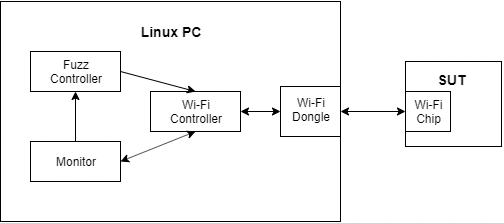 Linux PC
Fuzz
Controller
Wi-Fi
Controller
Monitor
Wi-Fi
Dongle
SUT
Wi-Fi
Chip